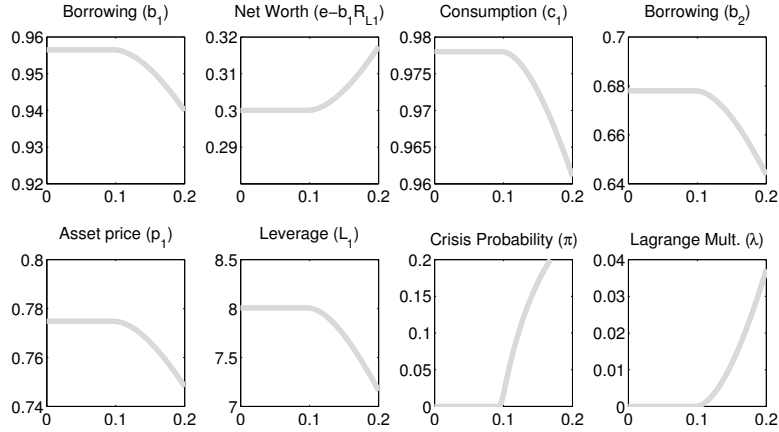 Borrowing (b1)
0.96
0.95
0.94
0.93
0.92
0 0.1 0.2
Net Worth (e−b1RL1)
0.32
0.31
0.3
0.29
0 0.1 0.2
Consumption (c1)
0.98
0.975
0.97
0.965
0.96
0 0.1 0.2
Borrowing (b2)
0.7
0.68
0.66
0.64
0 0.1 0.2
Asset price (p1)
0.8
0.78
0.76
0.74
0 0.1 0.2
Leverage (L1)
8.5
8
7.5
7
0 0.1 0.2
Crisis Probability (π)
0.2
0.15
0.1
0.05
0
0 0.1 0.2
Lagrange Mult. (λ)
0.04
0.03
0.02
0.01
0
0 0.1 0.2